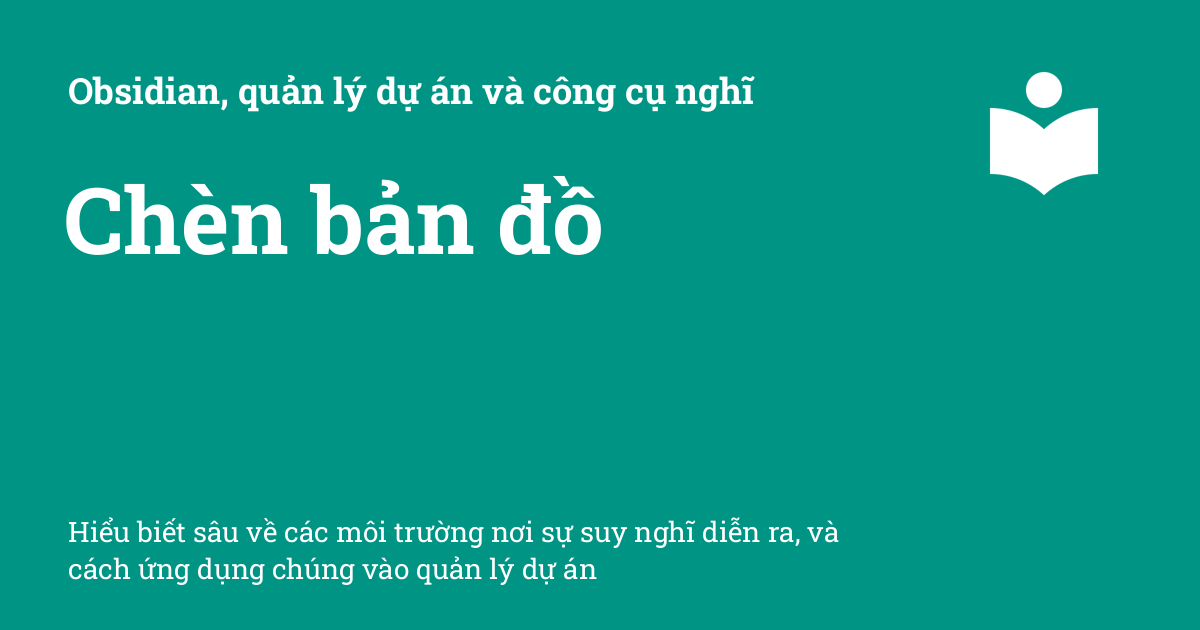 Obsidian, quản lý dự án và công cụ nghĩ
Chèn bản đồ
Hiểu biết sâu về các môi trường nơi sự suy nghĩ diễn ra, và
cách ứng dụng chúng vào quản lý dự án